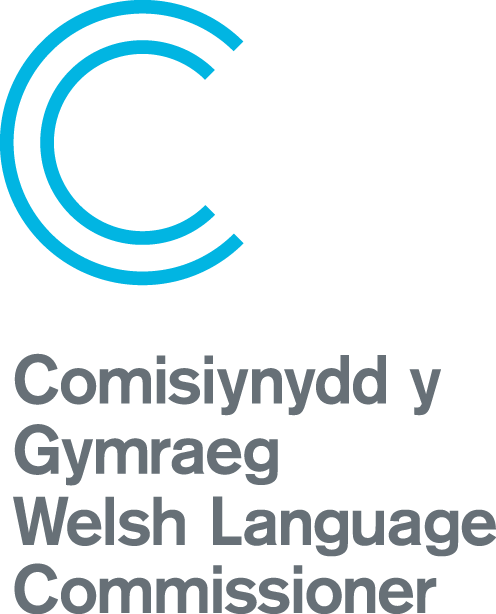 Comisiynydd y
Gymraeg
Welsh Language
Commissioner